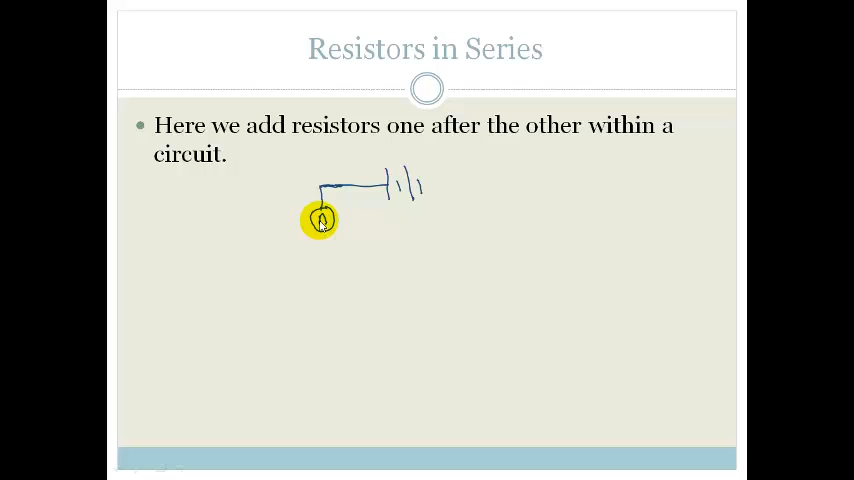 Resistors in Series
Here we add resistors one after the other within a
circuit.
A